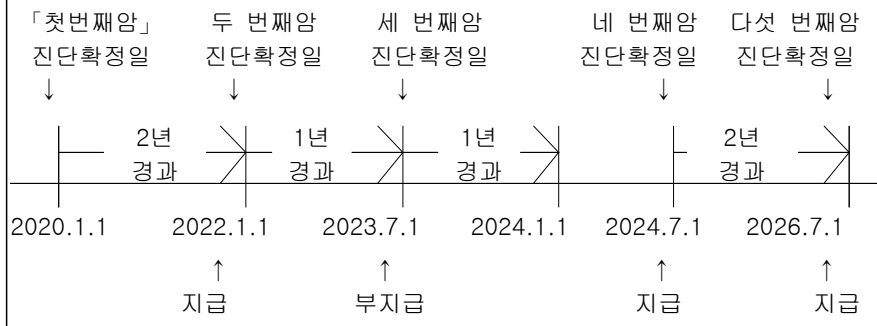 「첫번째암」 두 번째암 세 번째암 네 번째암 다섯 번째암
진단확정일 진단확정일 진단확정일 진단확정일 진단확정일
↓ ↓ ↓ ↓ ↓
2년 1년 1년 2년
경과 경과 경과 경과
2020.1.1 2022.1.1 2023.7.1 2024.1.1 2024.7.1 2026.7.1
↑ ↑ ↑ ↑
지급 부지급 지급 지급